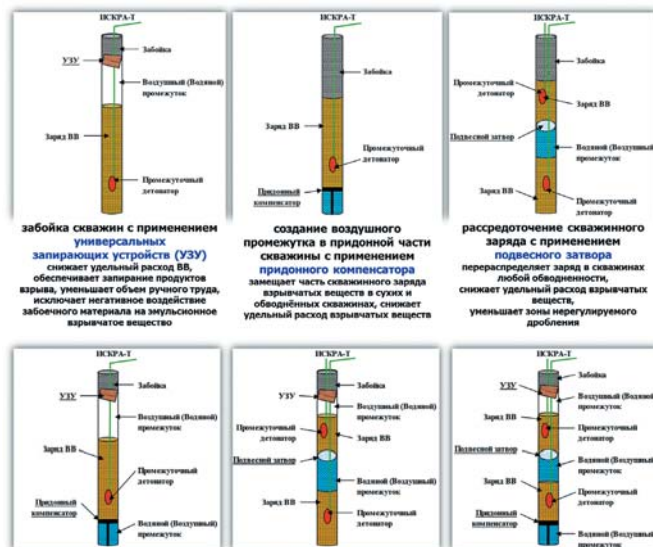 ИСКРА-Т
Забойка
УЗУ
Воздушный (Водяной)
промежуток
Заряд ВВ
Промежуточный
детонатор
забойка скважин с применением
универсальных
запирающих устройств (УЗУ)
снижает удельный расход ВВ,
обеспечивает запирание продуктов
взрыва, уменьшает объем ручного труда,
исключает негативное воздействие
забоечного материала на эмульсионное
взрывчатое вещество
ИСКРА-Т
Забойка
Заряд ВВ
Промежуточный
детонатор
Придонный
компенсатор
создание воздушного
промежутка в придонной части
скважины с применением
придонного компенсатора
замещает часть скважинного заряда
взрывчатых веществ в сухих и
обводнённых скважинах, снижает
удельный расход взрывчатых веществ
ИСКРА-Т
Забойка
Промежуточный
детонатор
Заряд ВВ
Подвесной затвор
Водяной (Воздушный)
промежуток
Заряд ВВ
Промежуточный
детонатор
рассредоточение скважинного
заряда с применением
подвесного затвора
перераспределяет заряд в скважинах
любой обводненности,
снижает удельный расход взрывчатых
веществ,
уменьшает зоны нерегулируемого
дробления
ИСКРА-Т
Забойка
УЗУ
Воздушный (Водяной)
промежуток
Заряд ВВ
Промежуточный
детонатор
Придонный
компенсатор
Водяной (Воздушный)
промежуток
ИСКРА-Т
Забойка
УЗУ
Воздушный (Водяной)
промежуток
Промежуточный
детонатор
Заряд ВВ
Подвесной затвор
Водяной (Воздушный)
промежуток
Заряд ВВ
Промежуточный
детонатор
ИСКРА-Т
Забойка
УЗУ
Воздушный (Водяной)
промежуток
Заряд ВВ
Промежуточный
детонатор
Подвесной затвор
Водяной (Воздушный)
промежуток
Заряд ВВ
Промежуточный
детонатор
Придонный
компенсатор
Водяной (Воздушный)
промежуток